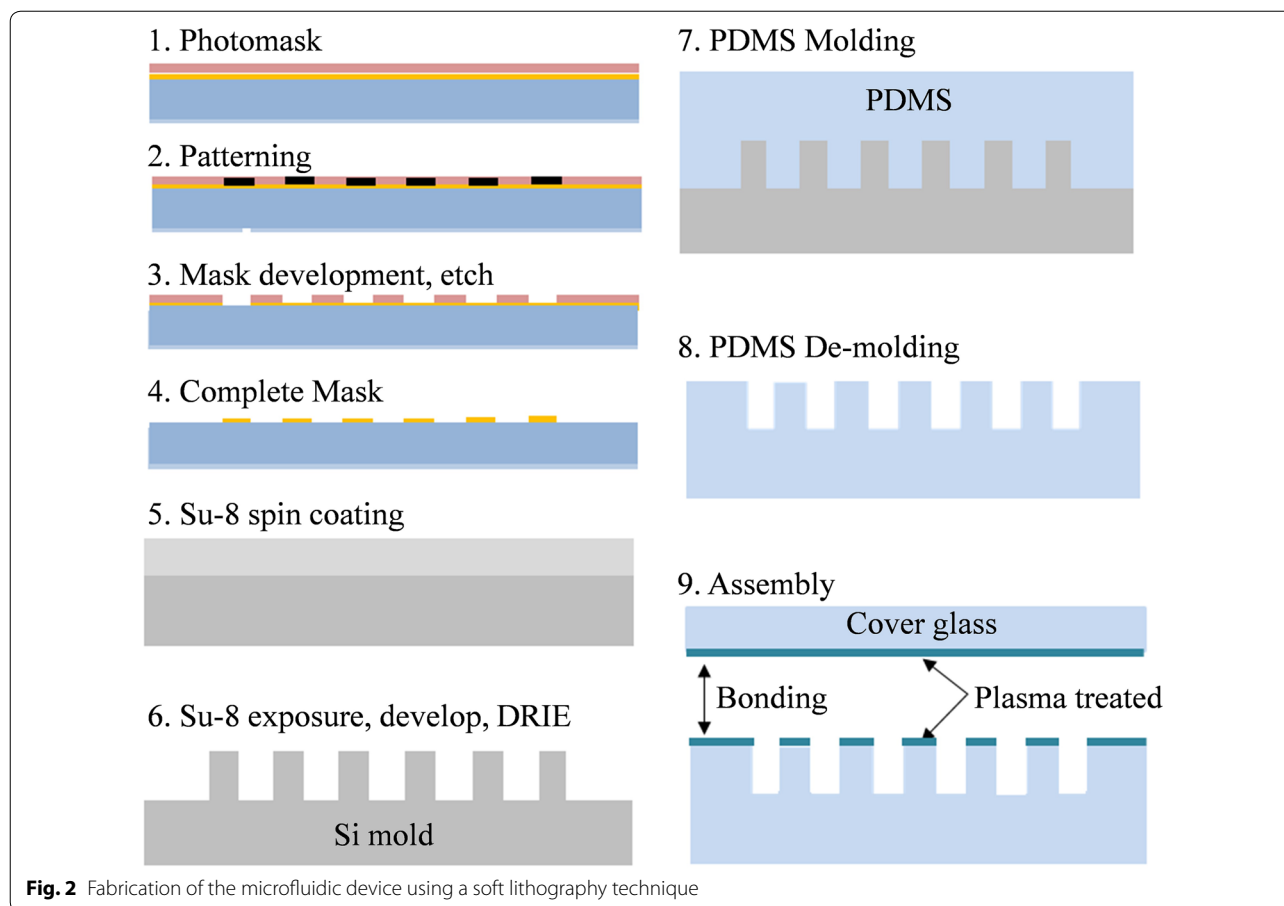 1. Photomask
2. Patterning
3. Mask development, etch
4. Complete Mask
5. Su-8 spin coating
6. Su-8 exposure, develop, DRIE
Si mold
7. PDMS Molding
PDMS
8. PDMS De-molding
9. Assembly
Cover glass
Bonding
Plasma treated
Fig. 2 Fabrication of the microfluidic device using a soft lithography technique